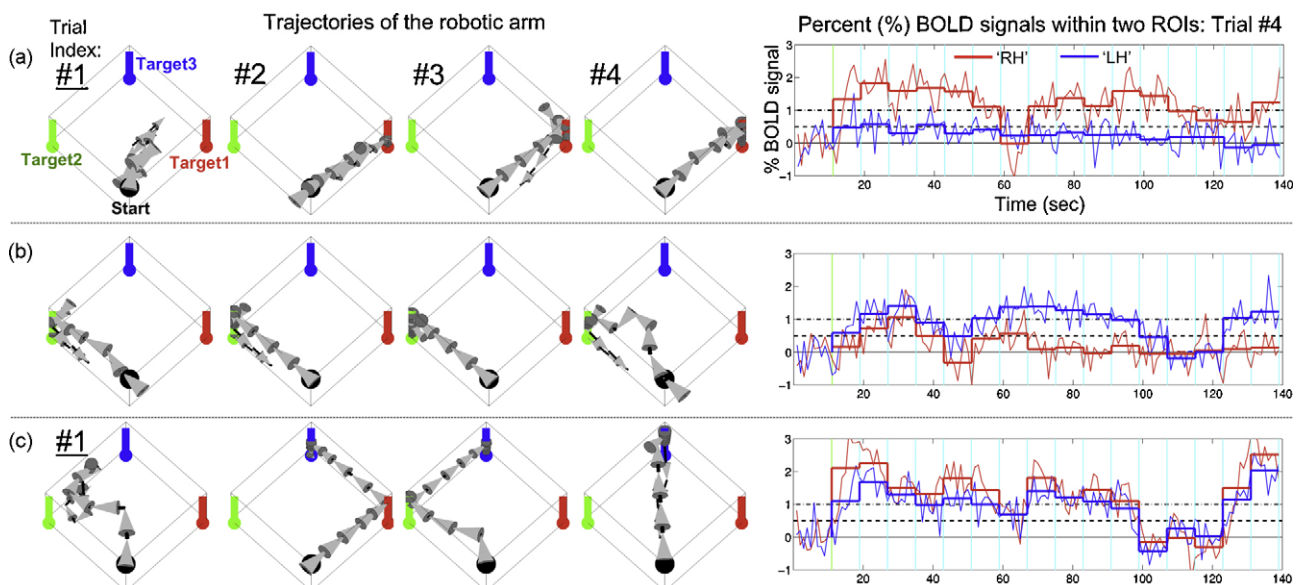 Trajectories of the robotic arm
Percent (%) BOLD signals within two ROIs: Trial #4
Trial
Index:
(a)
#1
#2
#3
#4
Target3
Target2
Target1
Start
'RH'
'LH'
% BOLD signal
3
2
1
0
-1
20 40 60 80 100 120 140
Time (sec)
(b)
3
2
1
0
-1
20 40 60 80 100 120 140
(c)
#1
3
2
1
0
-1
20 40 60 80 100 120 140